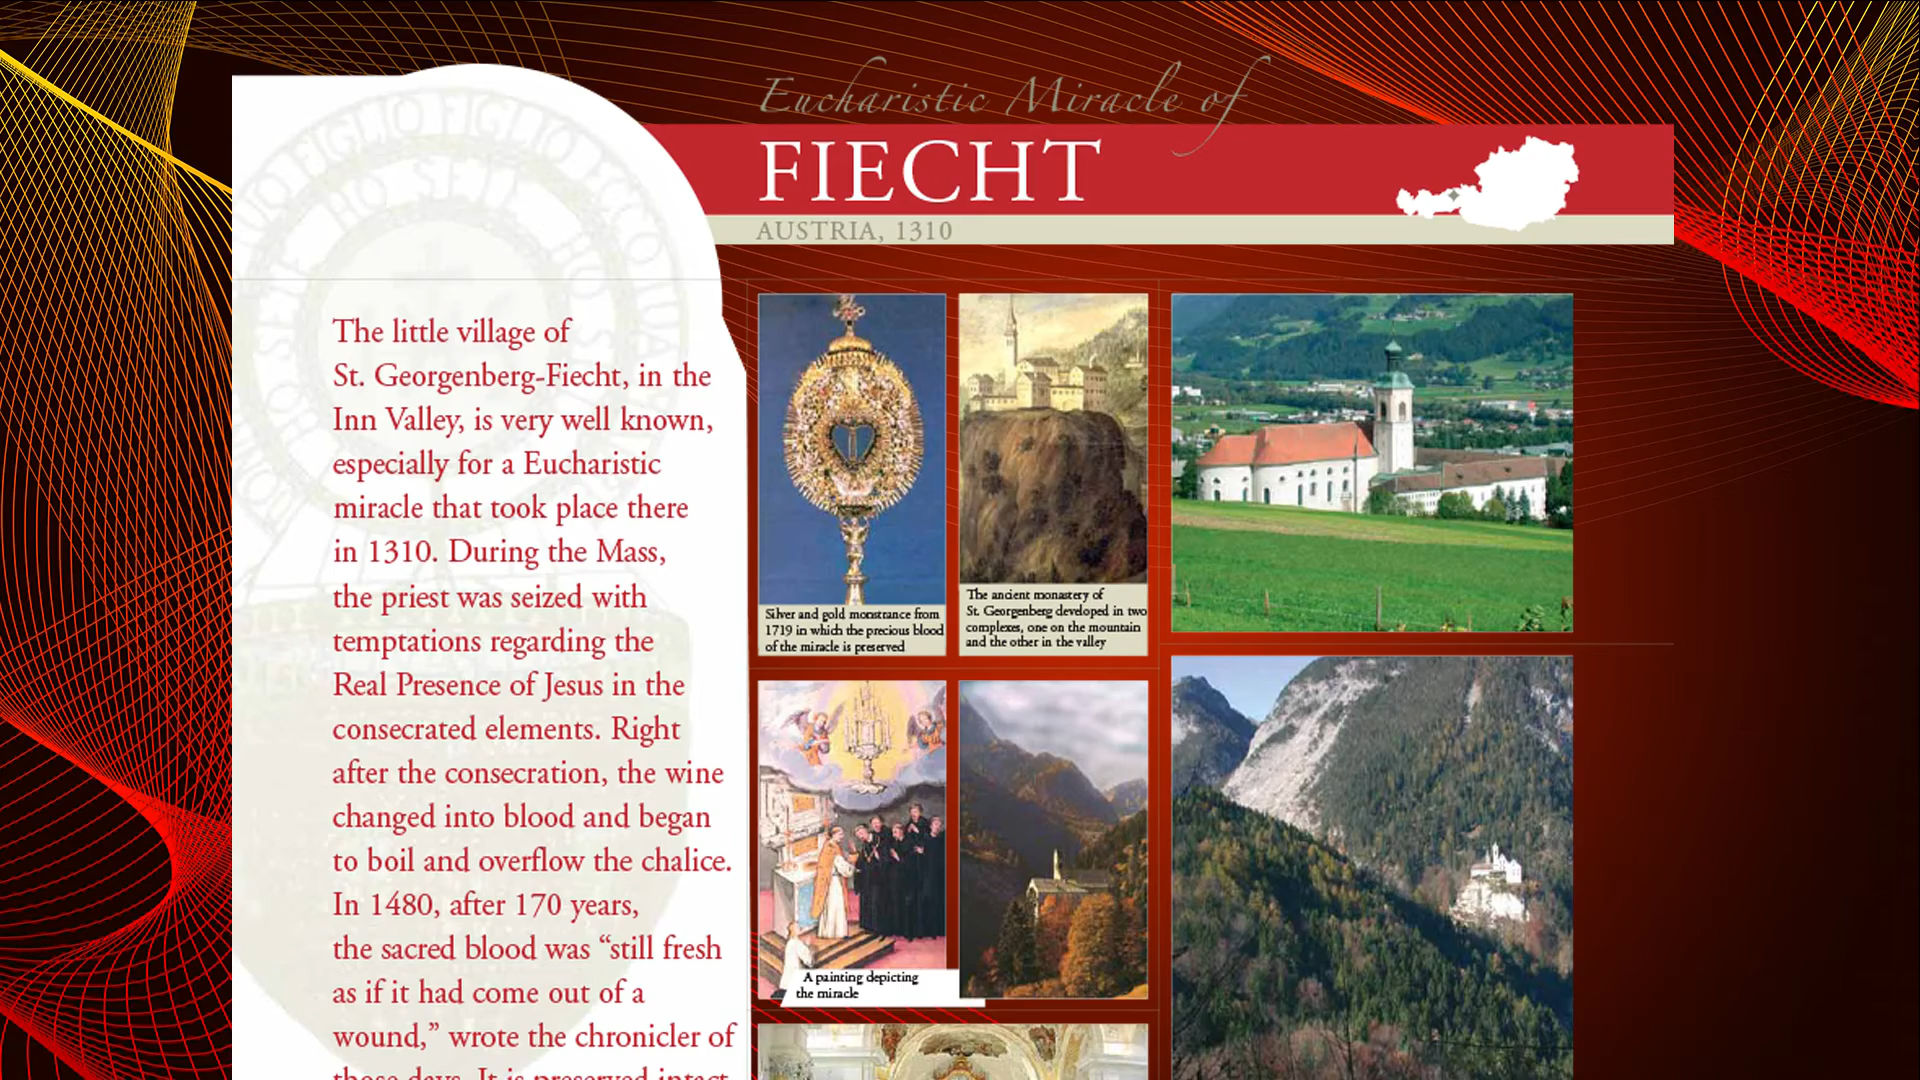 Eucharistic Miracle of
FIECHT
AUSTRIA, 1310
The little village of
St. Georgenberg-Fiecht, in the
Inn Valley, is very well known,
especially for a Eucharistic
miracle that took place there
in 1310. During the Mass,
the priest was seized with
temptations regarding the
Real Presence of Jesus in the
consecrated elements. Right
after the consecration, the wine
changed into blood and began
to boil and overflow the chalice.
In 1480, after 170 years,
the sacred blood was “still fresh
as if it had come out of a
wound,” wrote the chronicler of
those days. It is preserved intact
Silver and gold monstrance from
1719 in which the precious blood
of the miracle is preserved
The ancient monastery of
St. Georgenberg developed in two
complexes, one on the mountain
and the other in the valley
A painting depicting
the miracle